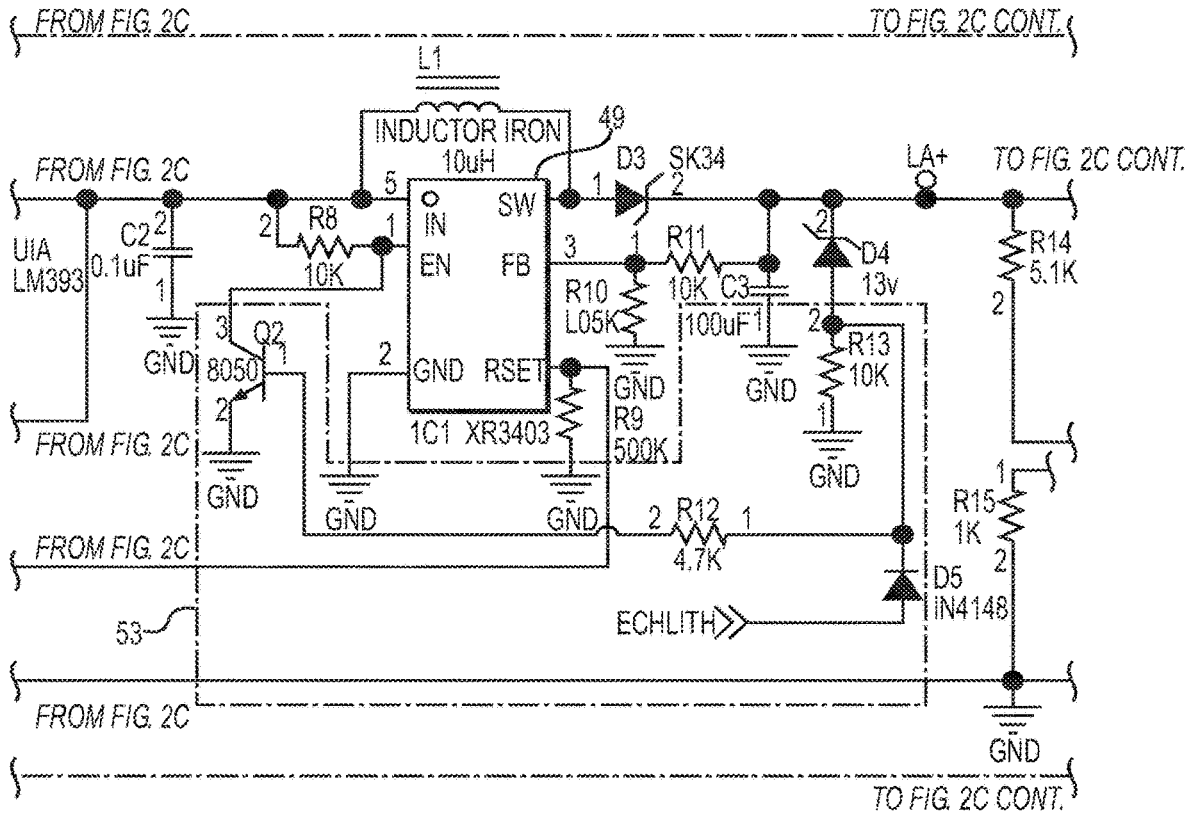 FROM FIG. 2C
TO FIG. 2C CONT.
L1
INDUCTOR IRON
10uH
49
FROM FIG. 2C
D3
SK34
LA+
TO FIG. 2C CONT.
5
1
2
2
R8
10K
1
IN
EN
SW
FB
3
1
R11
10K
2
D4
13v
R14
5.1K
2
UIA
LM393
C2
0.1uF
2
1
GND
R10
L05K
GND
C3
100uF
1
GND
2
R13
10K
1
GND
3
Q2
8050
1
2
GND
2
GND
RSET
1C1 XR3403
R9
500K
GND
GND
FROM FIG. 2C
1
R15
1K
2
2
R12
4.7K
1
FROM FIG. 2C
D5
iN4148
ECHLITH
53
FROM FIG. 2C
GND
TO FIG. 2C CONT.